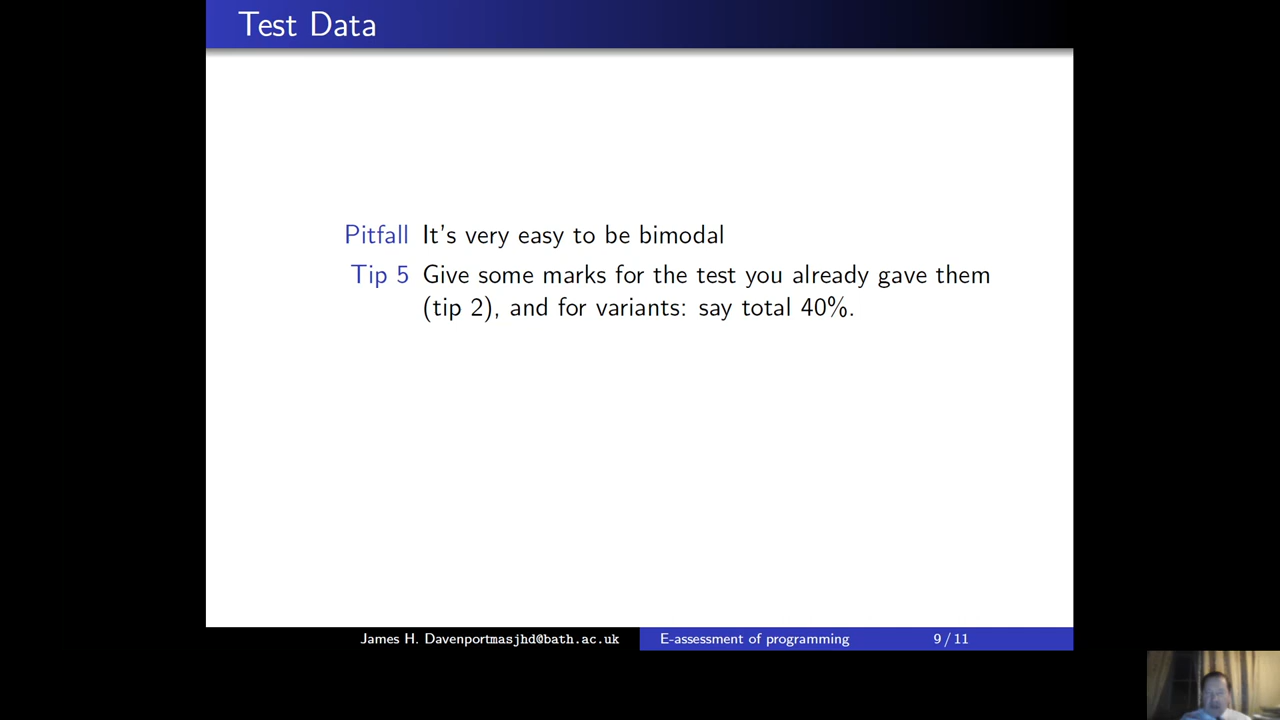 Test Data
Pitfall It's very easy to be bimodal
Tip 5 Give some marks for the test you already gave them
(tip 2), and for variants: say total 40%.
James H. Davenportmasjhd@bath.ac.uk E-assessment of programming 9 / 11